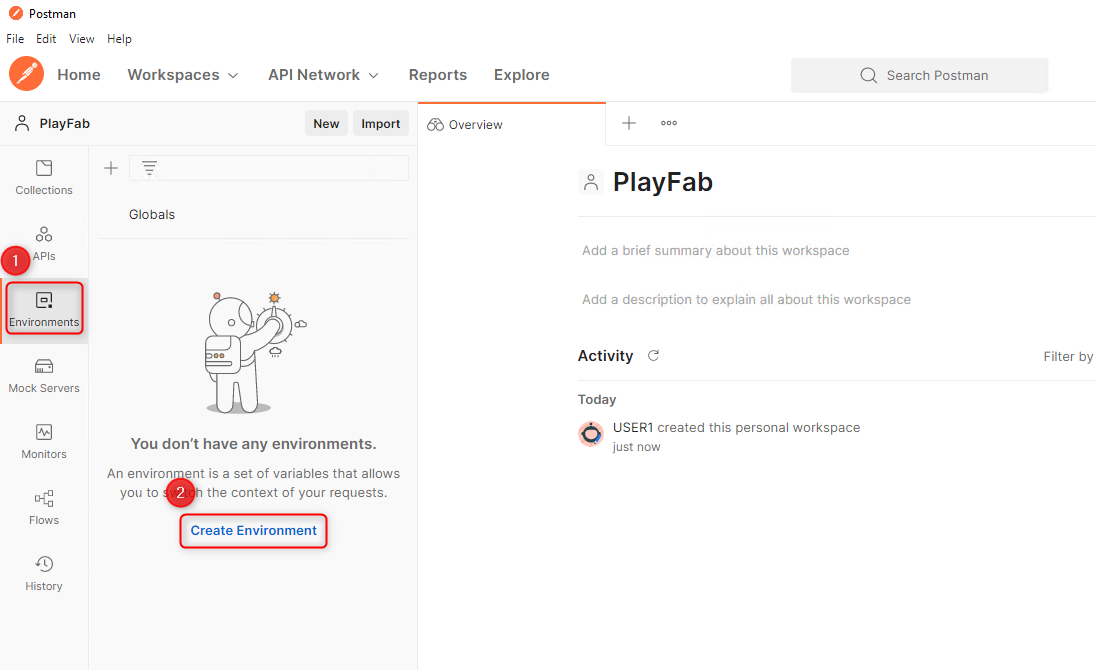 Postman
File Edit View Help
Home Workspaces API Network Reports Explore Search Postman
PlayFab New Import
Overview
Collections
APIs
Environments
Mock Servers
Monitors
Flows
History
1
Globals
You don’t have any environments.
An environment is a set of variables that allows
you to switch the context of your requests.
2
Create Environment
PlayFab
Add a brief summary about this workspace
Add a description to explain all about this workspace
Activity Filter by
Today
USER1 created this personal workspace
just now